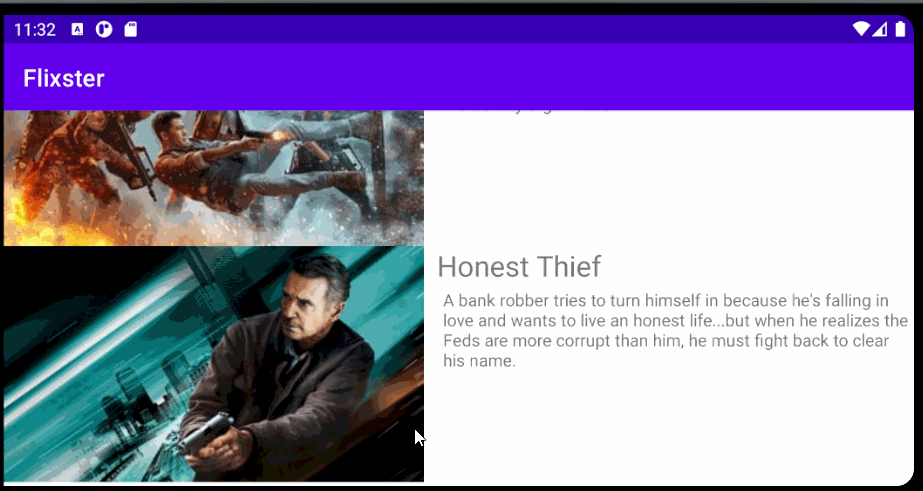 11:32
Flixster
Honest Thief
A bank robber tries to turn himself in because he's falling in
love and wants to live an honest life...but when he realizes the
Feds are more corrupt than him, he must fight back to clear
his name.